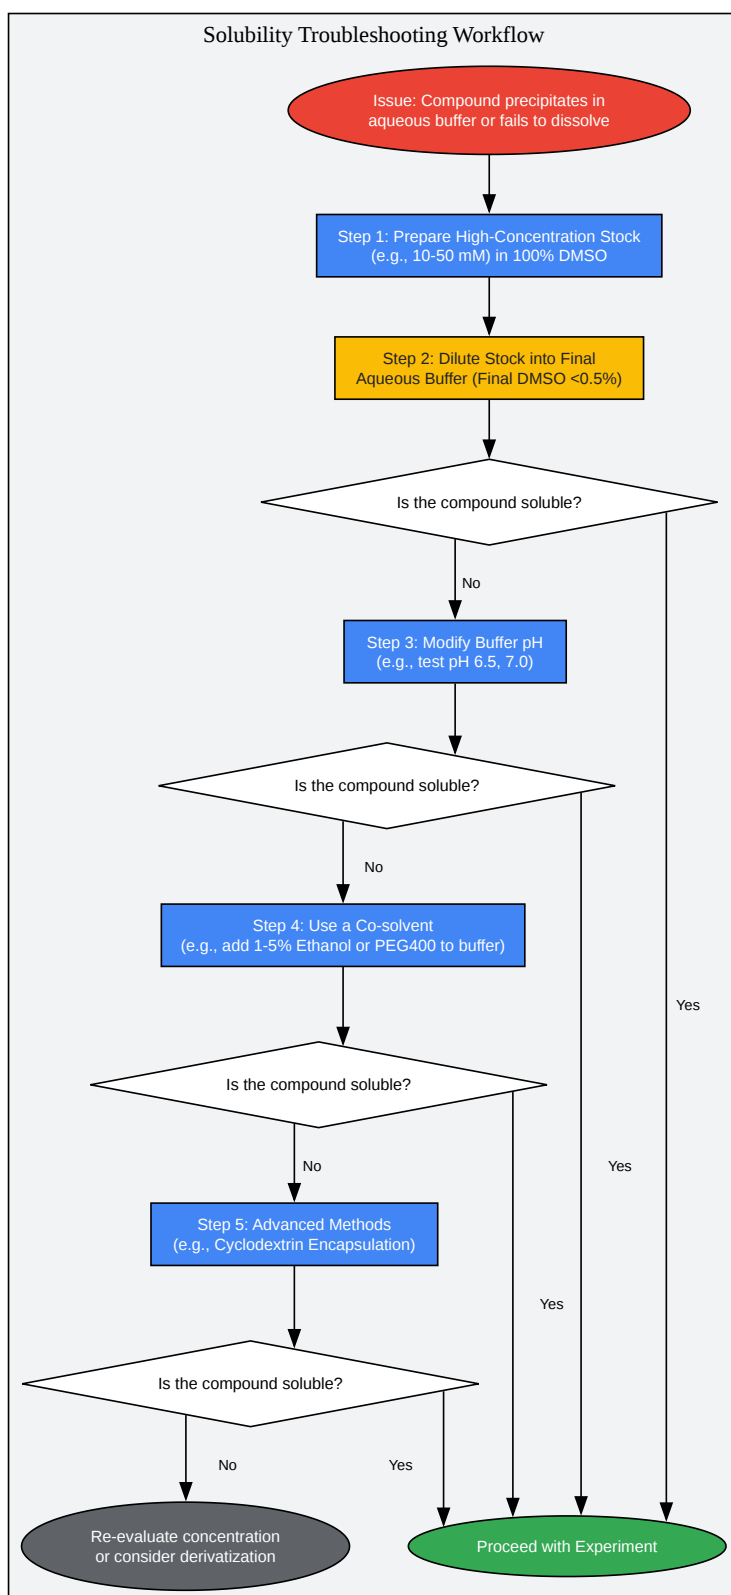 Solubility Troubleshooting Workflow
Issue: Compound precipitates in
aqueous buffer or fails to dissolve
Step 1: Prepare High-Concentration Stock
(e.g., 10-50 mM) in 100% DMSO
Step 2: Dilute Stock into Final
Aqueous Buffer (Final DMSO <0.5%)
Is the compound soluble?
No
Step 3: Modify Buffer pH
(e.g., test pH 6.5, 7.0)
Is the compound soluble?
No
Step 4: Use a Co-solvent
(e.g., add 1-5% Ethanol or PEG400 to buffer)
Yes
Is the compound soluble?
No
Yes
Step 5: Advanced Methods
(e.g., Cyclodextrin Encapsulation)
Yes
Is the compound soluble?
No
Yes
Re-evaluate concentration
or consider derivatization
Proceed with Experiment